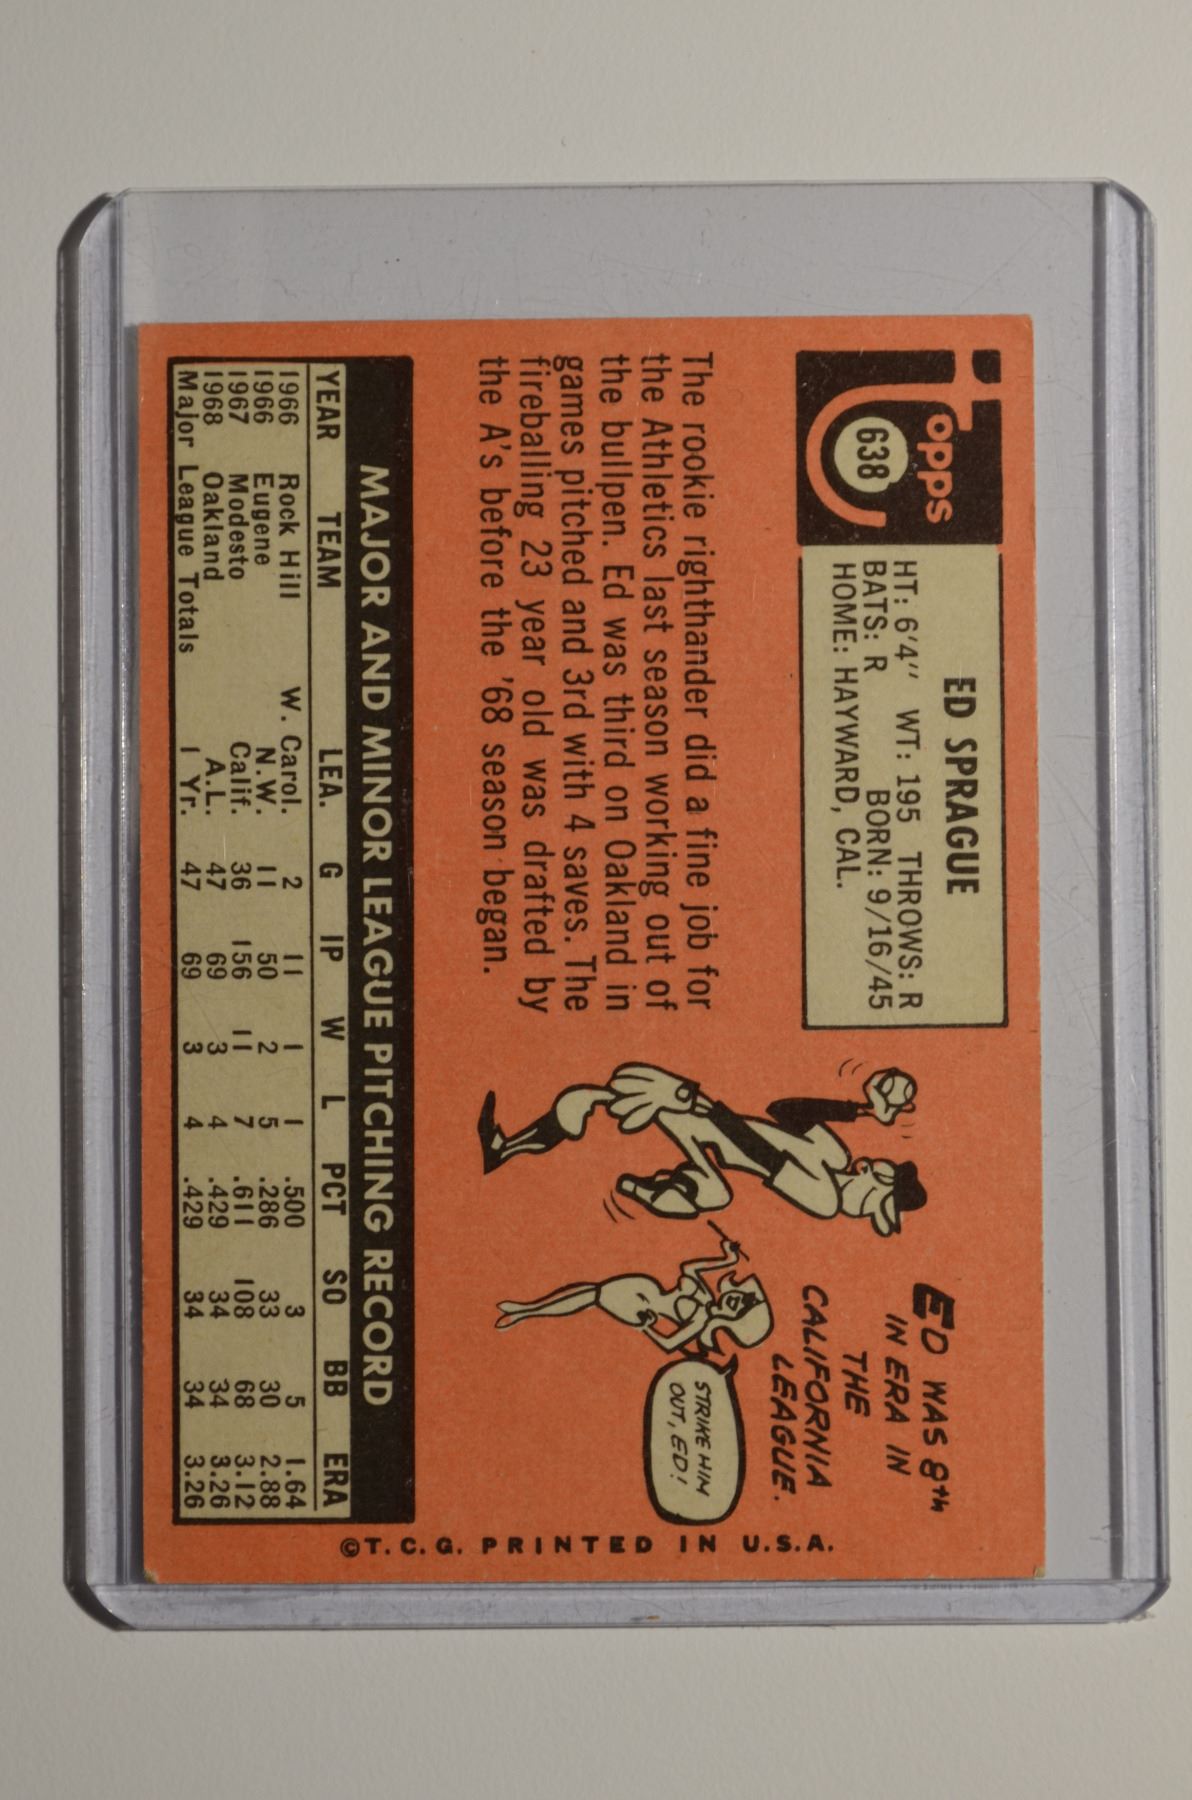 Topps
638
ED SPRAGUE
HT: 6'4" WT: 195 THROWS: R
BATS: R BORN: 9/16/45
HOME: HAYWARD, CAL.
The rookie righthander did a fine job for
the Athletics last season working out of
the bullpen. Ed was third on Oakland in
games pitched and 3rd with 4 saves. The
fireballing 23 year old was drafted by
the A's before the '68 season began.
ED WAS 8th
IN ERA IN
THE
CALIFORNIA
LEAGUE.
STRIKE HIM
OUT, ED!
MAJOR AND MINOR LEAGUE PITCHING RECORD
YEAR TEAM LEA. G IP W L PCT SO BB ERA
1966 Rock Hill W. Carol. 2 11 1 1 .500 3 5 1.64
1966 Eugene N.W. 11 50 2 5 .286 33 30 2.88
1967 Modesto Calif. 36 156 11 7 .611 108 68 3.12
1968 Oakland A.L. 47 69 3 4 .429 34 34 3.26
Major League Totals 1 Yr. 47 69 3 4 .429 34 34 3.26
©T.C.G. PRINTED IN U.S.A.